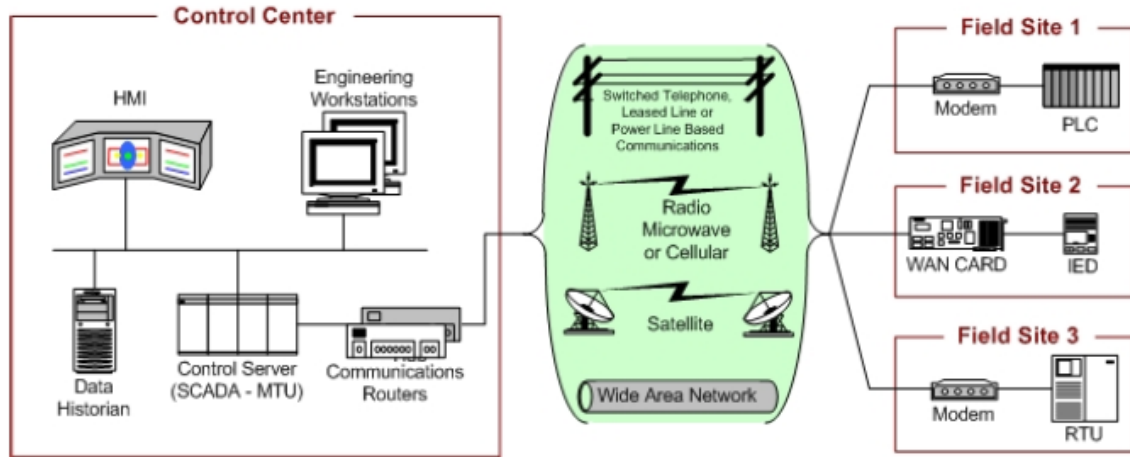 Control Center
HMI
Engineering
Workstations
Data
Historian
Control Server
(SCADA - MTU)
Communications
Routers
Switched Telephone,
Leased Line or
Power Line Based
Communications
Radio
Microwave
or Cellular
Satellite
Wide Area Network
Field Site 1
Modem
PLC
Field Site 2
WAN CARD
IED
Field Site 3
Modem
RTU